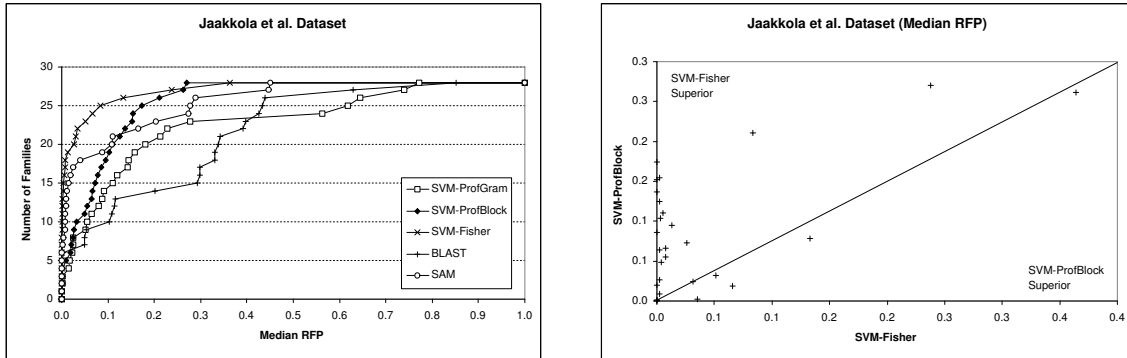 Jaakkola et al. Dataset
30
25
20
15
10
5
0
Number of Families
0.0 0.1 0.2 0.3 0.4 0.5 0.6 0.7 0.8 0.9 1.0
Median RFP
SVM-ProfGram
SVM-ProfBlock
SVM-Fisher
BLAST
SAM
Jaakkola et al. Dataset (Median RFP)
0.3
0.3
0.2
0.2
0.1
0.1
0.0
SVM-ProfBlock
SVM-Fisher
Superior
SVM-ProfBlock
Superior
0.0 0.1 0.1 0.2 0.2 0.3 0.3 0.4 0.4
SVM-Fisher